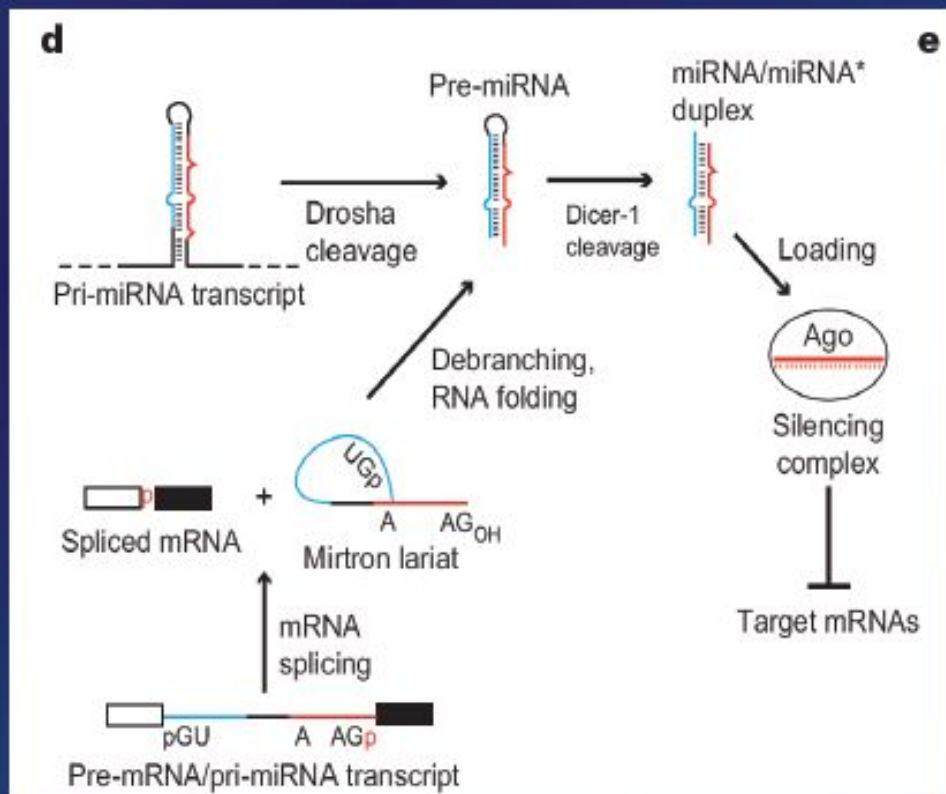 d
e
Pre-miRNA
miRNA/miRNA*
duplex
Drosha
cleavage
Dicer-1
cleavage
Pri-miRNA transcript
Loading
Ago
Debranching,
RNA folding
Silencing
complex
UGp
p
+
A
AGOH
Spliced mRNA
Mirtron lariat
Target mRNAs
mRNA
splicing
pGU
A
AGp
Pre-mRNA/pri-miRNA transcript